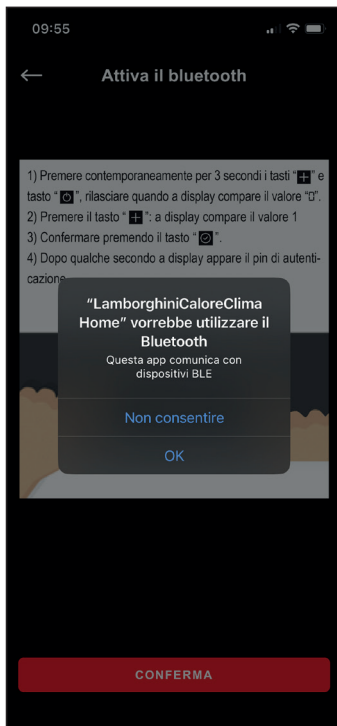 09:55
Attiva il bluetooth
1) Premere contemporaneamente per 3 secondi i tasti “ ” e
tasto “ ”, rilasciare quando a display compare il valore “▯”.
2) Premere il tasto “ ”: a display compare il valore 1
3) Confermare premendo il tasto “ ”.
4) Dopo qualche secondo a display appare il pin di autenti-
cazione
“LamborghiniCaloreClima
Home” vorrebbe utilizzare il
Bluetooth
Questa app comunica con
dispositivi BLE
Non consentire
OK
CONFERMA